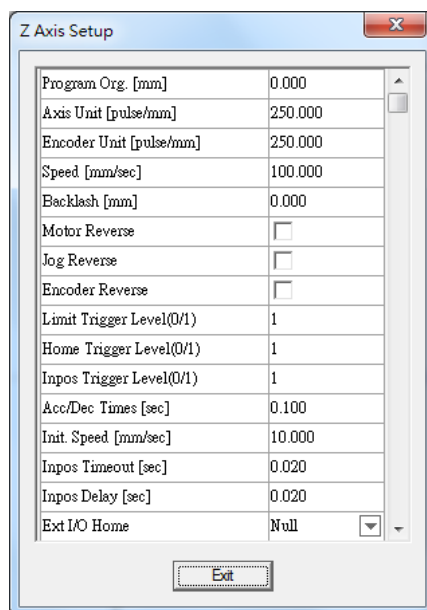 Z Axis Setup
Program Org. [mm] 0.000
Axis Unit [pulse/mm] 250.000
Encoder Unit [pulse/mm] 250.000
Speed [mm/sec] 100.000
Backlash [mm] 0.000
Motor Reverse
Jog Reverse
Encoder Reverse
Limit Trigger Level(0/1) 1
Home Trigger Level(0/1) 1
Inpos Trigger Level(0/1) 1
Acc/Dec Times [sec] 0.100
Init. Speed [mm/sec] 10.000
Inpos Timeout [sec] 0.020
Inpos Delay [sec] 0.020
Ext I/O Home Null
Exit